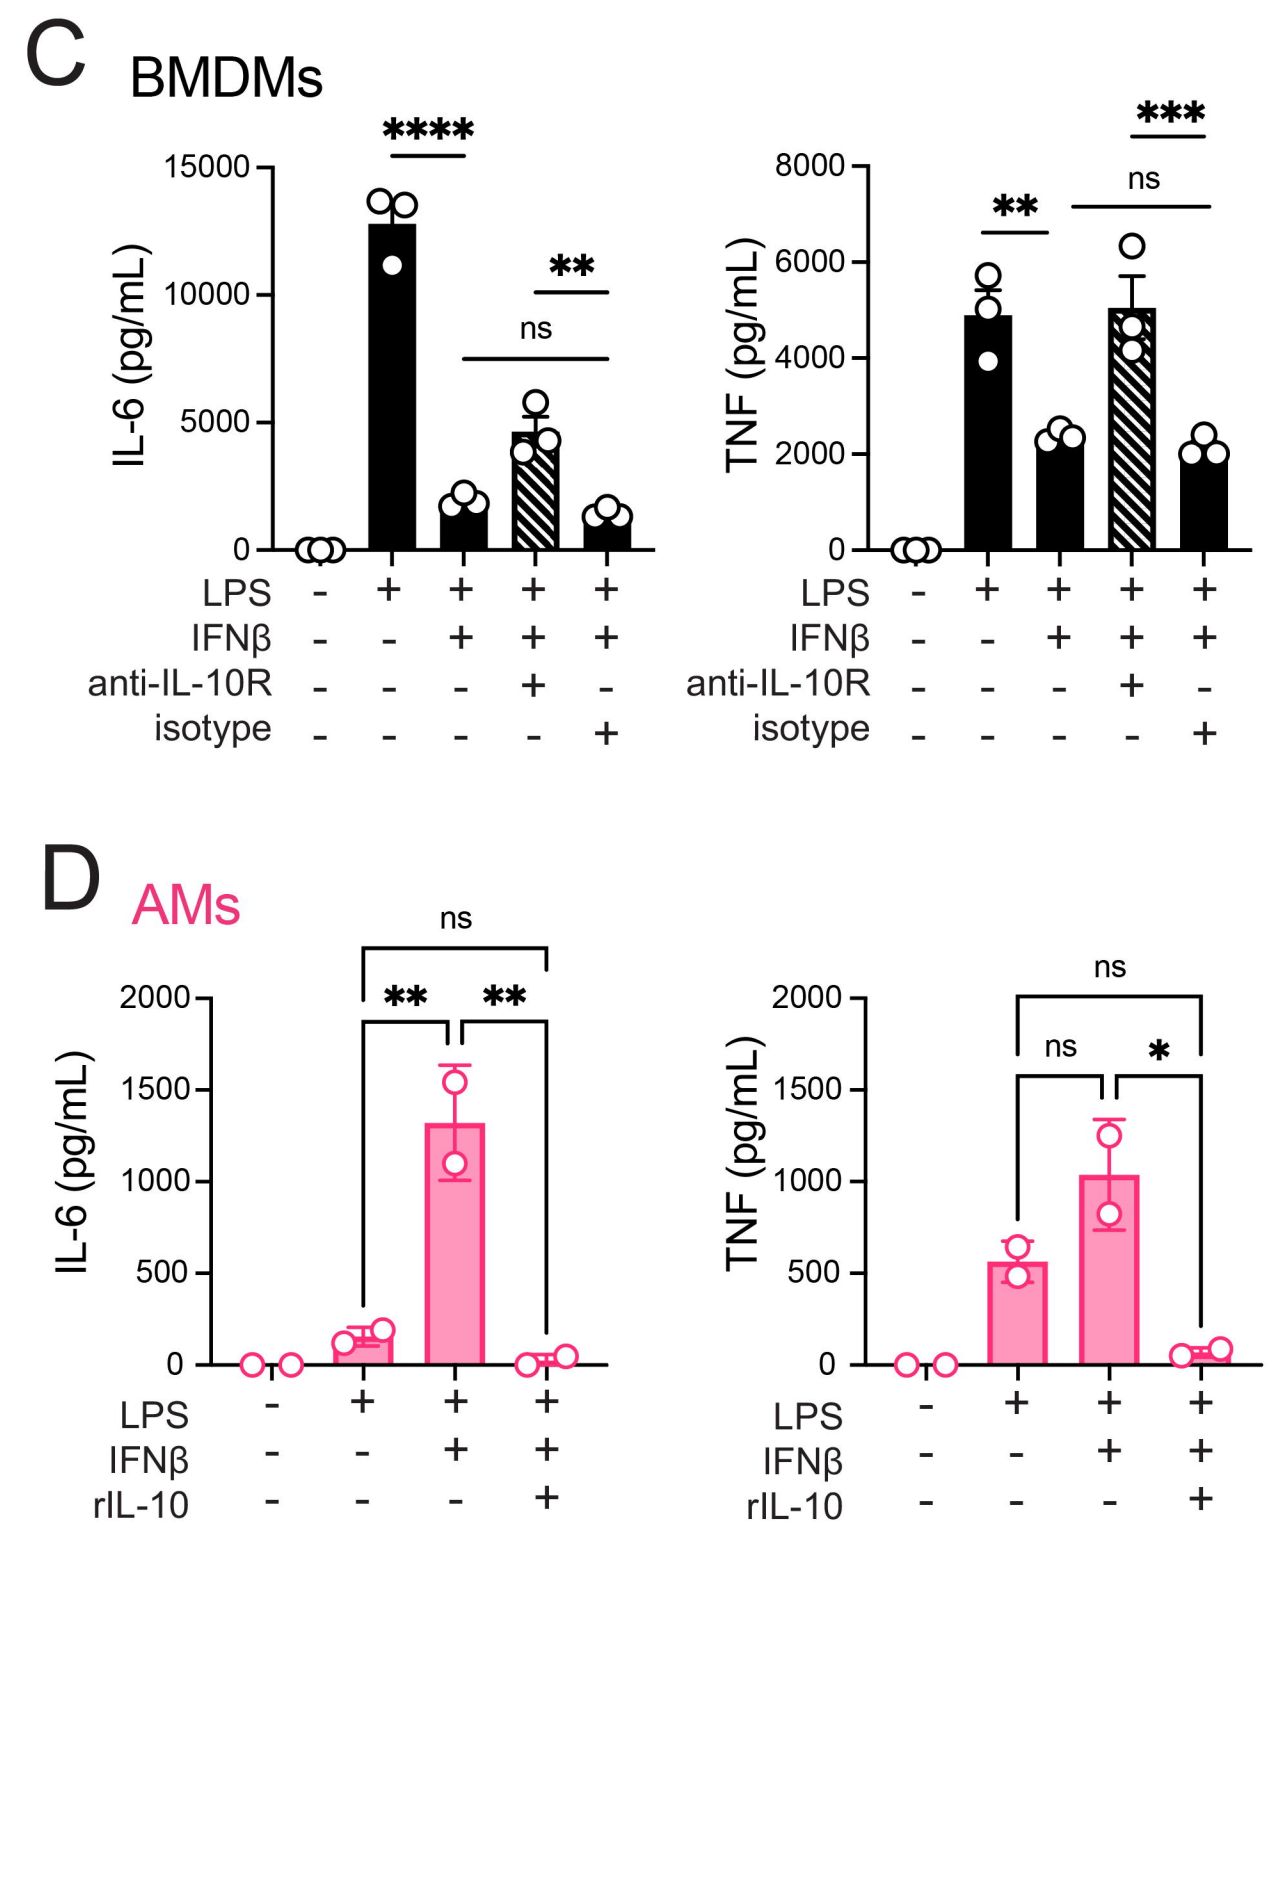 C BMDMs
**** ***
15000 8000
ns
** **
IL-6 (pg/mL) TNF (pg/mL)
10000 6000
ns
5000 4000
2000
0 0
LPS - + + + + LPS - + + + +
IFNβ - - + + + IFNβ - - + + +
anti-IL-10R - - - + - anti-IL-10R - - - + -
isotype - - - - + isotype - - - - +
D AMs
ns ns
** ** ns *
2000 2000
IL-6 (pg/mL) TNF (pg/mL)
1500 1500
1000 1000
500 500
0 0
LPS - + + + LPS - + + +
IFNβ - - + + IFNβ - - + +
rIL-10 - - - + rIL-10 - - - +